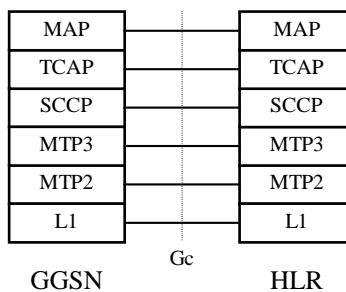 MAP MAP
TCAP TCAP
SCCP SCCP
MTP3 MTP3
MTP2 MTP2
L1 L1
Gc
GGSN HLR